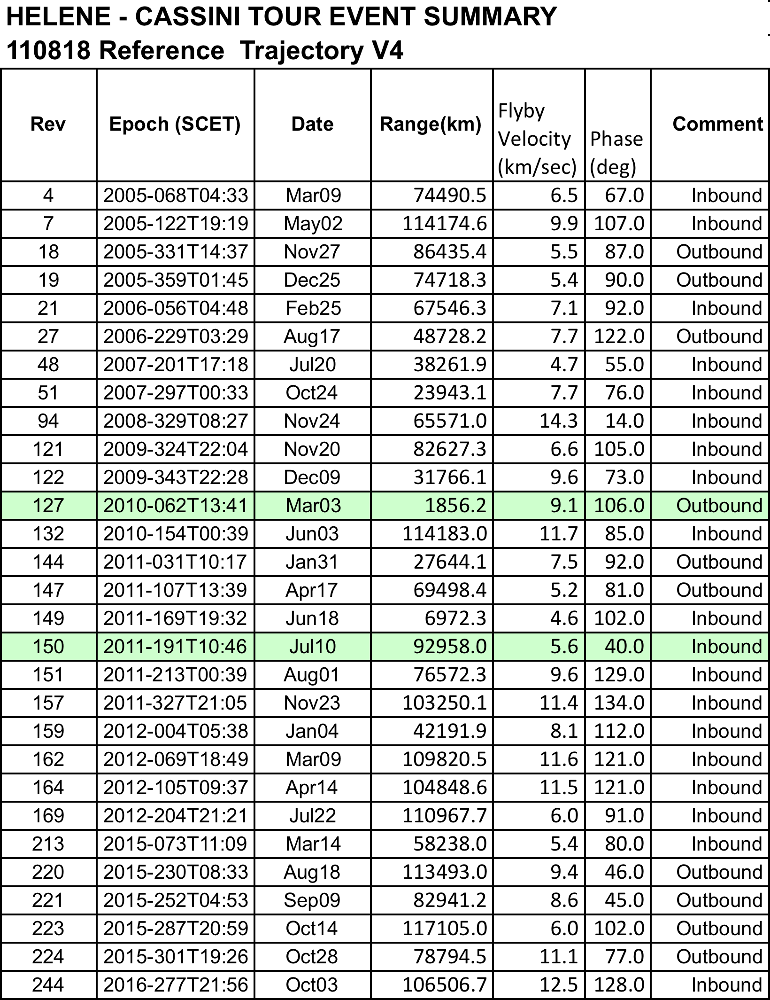 HELENE - CASSINI TOUR EVENT SUMMARY
110818 Reference Trajectory V4
Rev Epoch (SCET) Date Range(km) Flyby Velocity (km/sec) Phase (deg) Comment
4 2005-068T04:33 Mar09 74490.5 6.5 67.0 Inbound
7 2005-122T19:19 May02 114174.6 9.9 107.0 Inbound
18 2005-331T14:37 Nov27 86435.4 5.5 87.0 Outbound
19 2005-359T01:45 Dec25 74718.3 5.4 90.0 Outbound
21 2006-056T04:48 Feb25 67546.3 7.1 92.0 Inbound
27 2006-229T03:29 Aug17 48728.2 7.7 122.0 Outbound
48 2007-201T17:18 Jul20 38261.9 4.7 55.0 Inbound
51 2007-297T00:33 Oct24 23943.1 7.7 76.0 Inbound
94 2008-329T08:27 Nov24 65571.0 14.3 14.0 Inbound
121 2009-324T22:04 Nov20 82627.3 6.6 105.0 Inbound
122 2009-343T22:28 Dec09 31766.1 9.6 73.0 Inbound
127 2010-062T13:41 Mar03 1856.2 9.1 106.0 Outbound
132 2010-154T00:39 Jun03 114183.0 11.7 85.0 Inbound
144 2011-031T10:17 Jan31 27644.1 7.5 92.0 Outbound
147 2011-107T13:39 Apr17 69498.4 5.2 81.0 Outbound
149 2011-169T19:32 Jun18 6972.3 4.6 102.0 Inbound
150 2011-191T10:46 Jul10 92958.0 5.6 40.0 Inbound
151 2011-213T00:39 Aug01 76572.3 9.6 129.0 Inbound
157 2011-327T21:05 Nov23 103250.1 11.4 134.0 Inbound
159 2012-004T05:38 Jan04 42191.9 8.1 112.0 Inbound
162 2012-069T18:49 Mar09 109820.5 11.6 121.0 Inbound
164 2012-105T09:37 Apr14 104848.6 11.5 121.0 Inbound
169 2012-204T21:21 Jul22 110967.7 6.0 91.0 Inbound
213 2015-073T11:09 Mar14 58238.0 5.4 80.0 Inbound
220 2015-230T08:33 Aug18 113493.0 9.4 46.0 Outbound
221 2015-252T04:53 Sep09 82941.2 8.6 45.0 Outbound
223 2015-287T20:59 Oct14 117105.0 6.0 102.0 Outbound
224 2015-301T19:26 Oct28 78794.5 11.1 77.0 Outbound
244 2016-277T21:56 Oct03 106506.7 12.5 128.0 Inbound